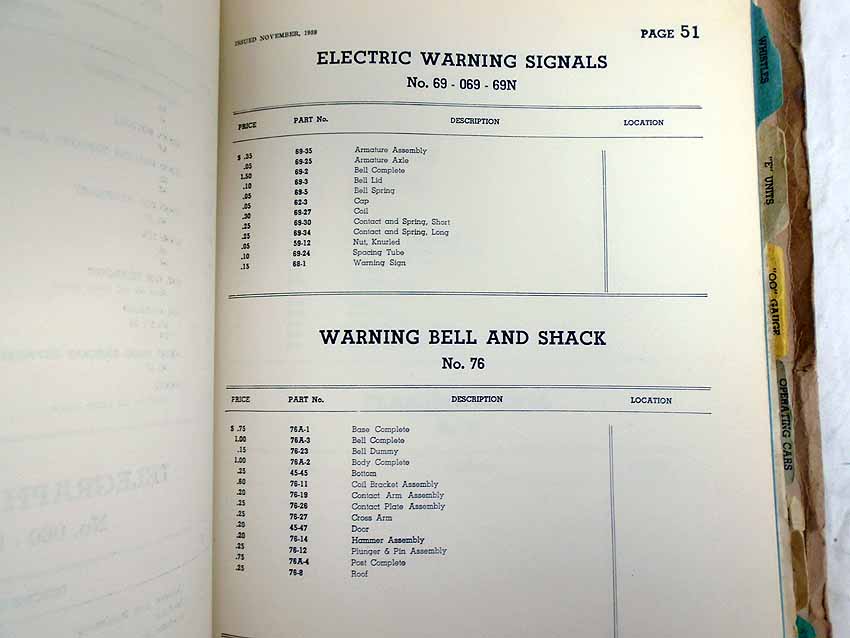 ISSUED NOVEMBER, 1939
PAGE 51
ELECTRIC WARNING SIGNALS
No. 69 - 069 - 69N
PRICE PART No. DESCRIPTION LOCATION
$ .35 69-35 Armature Assembly
.05 69-25 Armature Axle
1.50 69-2 Bell Complete
.10 69-3 Bell Lid
.05 69-5 Bell Spring
.05 62-3 Cap
.30 69-27 Coil
.25 69-30 Contact and Spring, Short
.25 69-34 Contact and Spring, Long
.05 59-12 Nut, Knurled
.10 69-24 Spacing Tube
.15 68-1 Warning Sign
WARNING BELL AND SHACK
No. 76
PRICE PART No. DESCRIPTION LOCATION
$ .75 76A-1 Base Complete
1.00 76A-3 Bell Complete
.15 76-23 Bell Dummy
1.00 76A-2 Body Complete
.25 45-45 Bottom
.60 76-11 Coil Bracket Assembly
.20 76-19 Contact Arm Assembly
.25 76-26 Contact Plate Assembly
.25 76-27 Cross Arm
.20 45-47 Door
.20 76-14 Hammer Assembly
.25 76-12 Plunger & Pin Assembly
.75 76A-4 Post Complete
.25 76-8 Roof
WHISTLES
"E" UNITS
"OO" GAUGE
OPERATING CARS